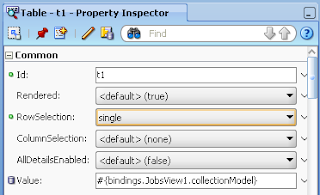 Table - t1 - Property Inspector
Find
Common
Id: t1
Rendered: <default> (true)
RowSelection: single
ColumnSelection: <default> (none)
AllDetailsEnabled: <default> (false)
Value: #{bindings.JobsView1.collectionModel}